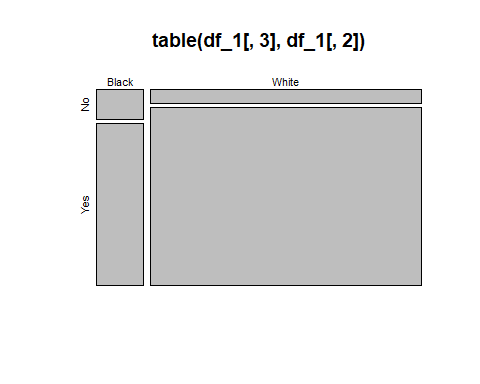 table(df_1[, 3], df_1[, 2])
Black
White
No
Yes